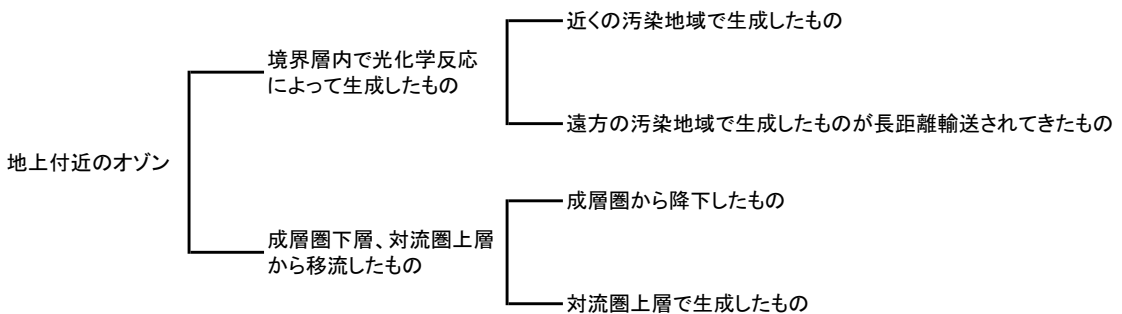 近くの汚染地域で生成したもの
境界層内で光化学反応
によって生成したもの
遠方の汚染地域で生成したものが長距離輸送されてきたもの
地上付近のオゾン
成層圏から降下したもの
成層圏下層、対流圏上層
から移流したもの
対流圏上層で生成したもの